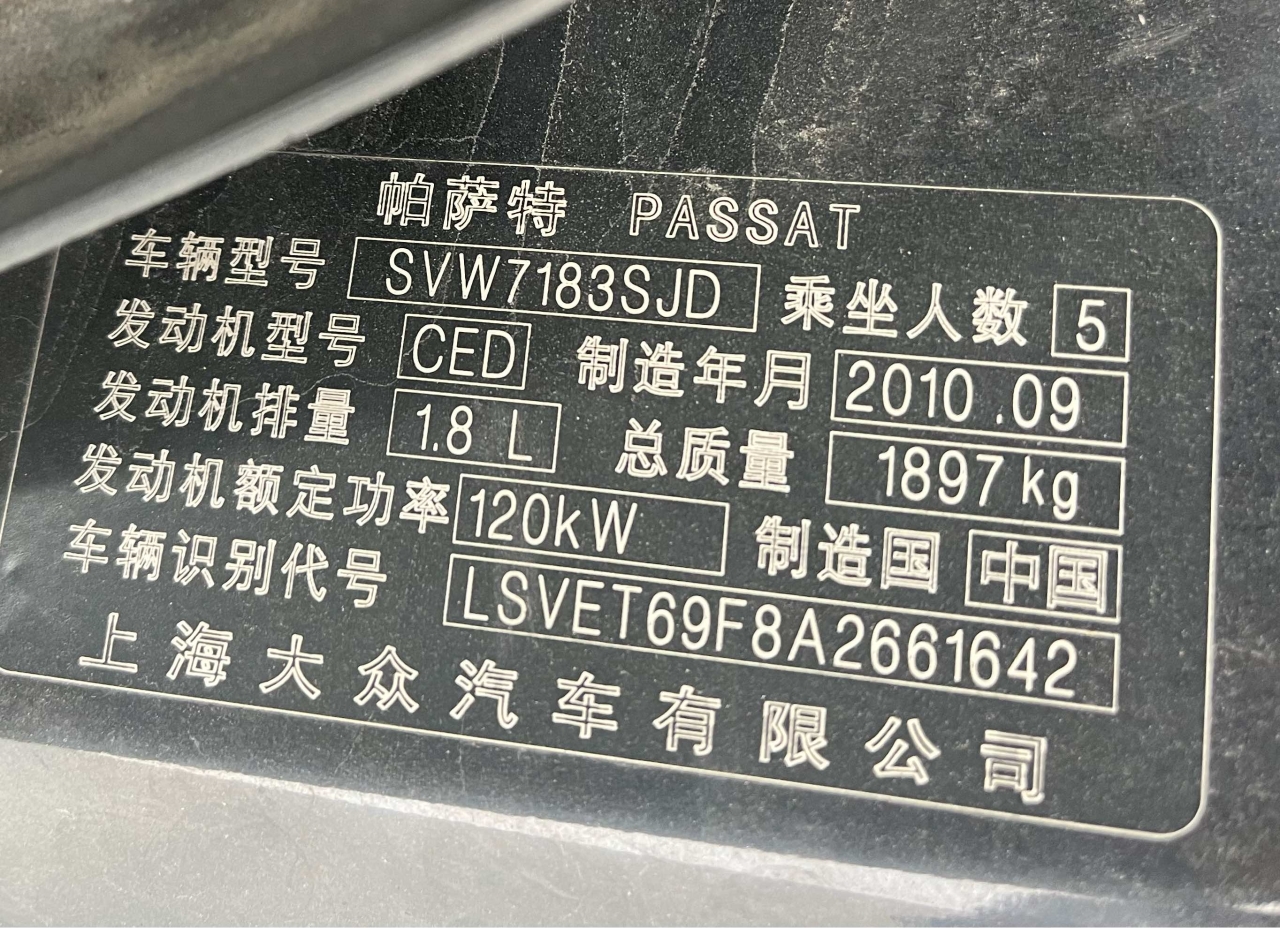 帕萨特 PASSAT
车辆型号 SVW7183SJD 乘坐人数 5
发动机型号 CED 制造年月 2010.09
发动机排量 1.8 L 总质量 1897kg
发动机额定功率 120kW 制造国 中国
车辆识别代号 LSVET69F8A2661642
上海大众汽车有限公司